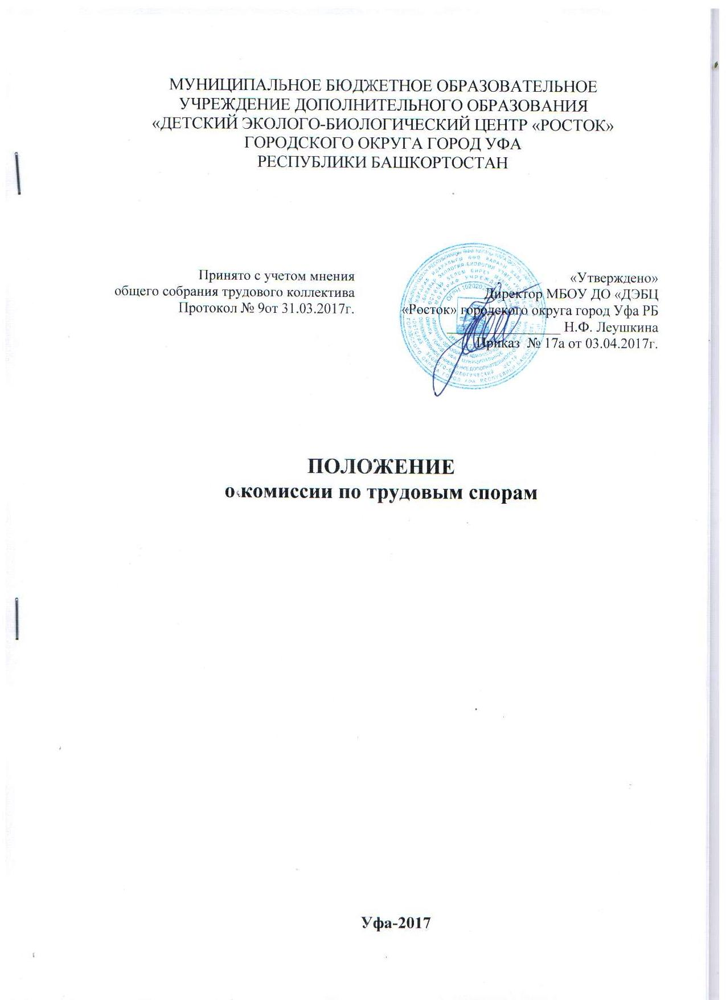 МУНИЦИПАЛЬНОЕ БЮДЖЕТНОЕ ОБРАЗОВАТЕЛЬНОЕ
УЧРЕЖДЕНИЕ ДОПОЛНИТЕЛЬНОГО ОБРАЗОВАНИЯ
«ДЕТСКИЙ ЭКОЛОГО-БИОЛОГИЧЕСКИЙ ЦЕНТР «РОСТОК»
ГОРОДСКОГО ОКРУГА ГОРОД УФА
РЕСПУБЛИКИ БАШКОРТОСТАН
Принято с учетом мнения
общего собрания трудового коллектива
Протокол № 9от 31.03.2017г.
«Утверждено»
Директор МБОУ ДО «ДЭБЦ
«Росток» городского округа город Уфа РБ
________________ Н.Ф. Леушкина
Приказ № 17а от 03.04.2017г.
ПОЛОЖЕНИЕ
о комиссии по трудовым спорам
Уфа-2017